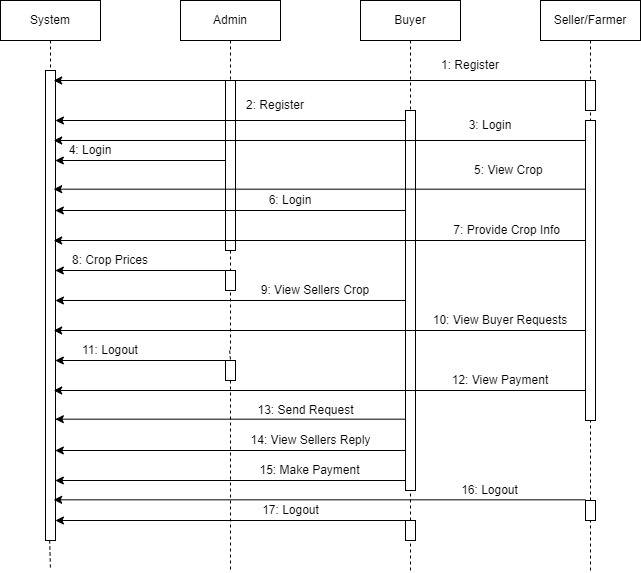 System
Admin
Buyer
Seller/Farmer
1: Register
2: Register
3: Login
4: Login
5: View Crop
6: Login
7: Provide Crop Info
8: Crop Prices
9: View Sellers Crop
10: View Buyer Requests
11: Logout
12: View Payment
13: Send Request
14: View Sellers Reply
15: Make Payment
16: Logout
17: Logout